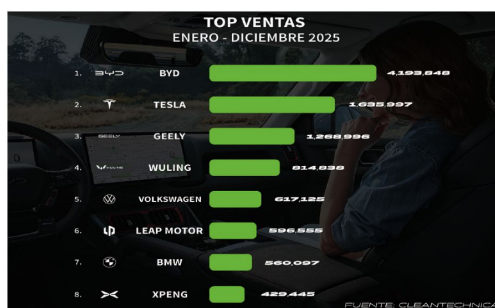 TOP VENTAS
ENERO - DICIEMBRE 2025
1. BYD BYD 4,193,848
2. TESLA 1,635,997
3. GEELY GEELY 1,268,996
4. WULING 814,838
5. VOLKSWAGEN 617,125
6. LEAP MOTOR 596,555
7. BMW 560,097
8. XPENG 429,445
FUENTE: CLEANTECHNICA